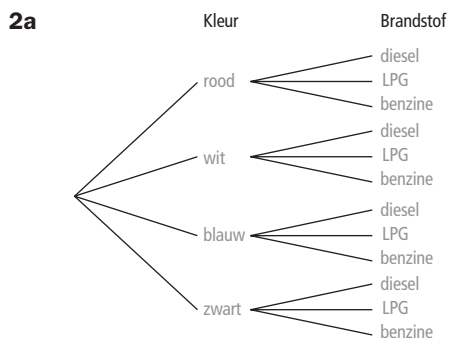 2a Kleur Brandstof
diesel
rood LPG
benzine
diesel
wit LPG
benzine
diesel
blauw LPG
benzine
diesel
zwart LPG
benzine